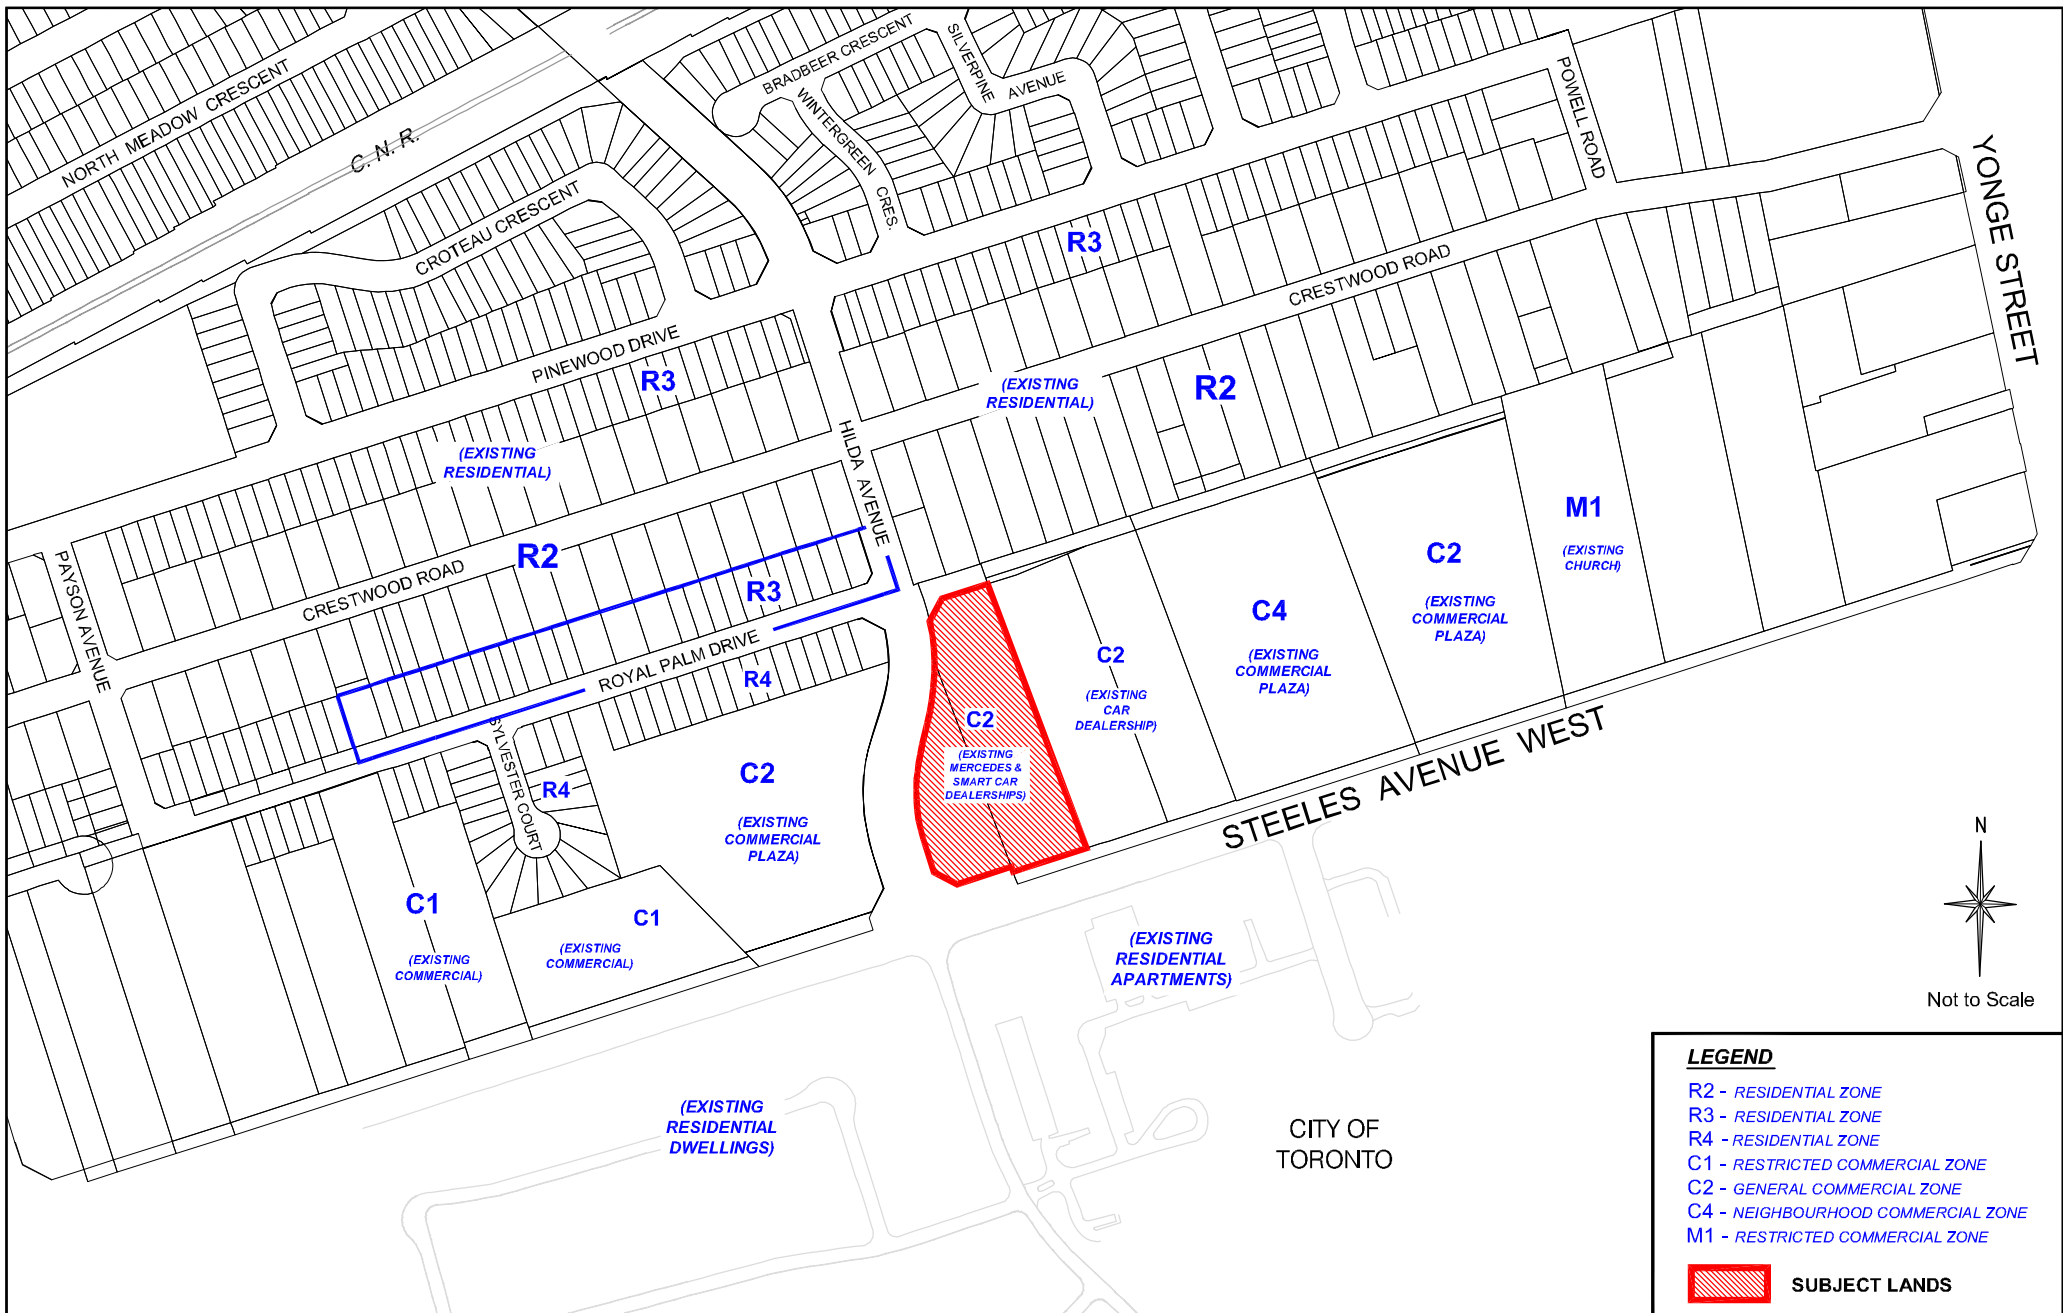 NORTH MEADOW CRESCENT
C. N. R.
CROTEAU CRESCENT
BRADBEER CRESCENT
WINTERGREEN CRES.
SILVERPINE
AVENUE
POWELL ROAD
YONGE STREET
PINEWOOD DRIVE
R3
R3
CRESTWOOD ROAD
(EXISTING
RESIDENTIAL)
R2
(EXISTING
RESIDENTIAL)
HILDA AVENUE
PAYSON AVENUE
CRESTWOOD ROAD
R2
R3
ROYAL PALM DRIVE
R4
SYLVESTER COURT
R4
C2
(EXISTING
COMMERCIAL
PLAZA)
C1
(EXISTING
COMMERCIAL)
C1
(EXISTING
COMMERCIAL)
C2
(EXISTING
MERCEDES &
SMART CAR
DEALERSHIPS)
C2
(EXISTING
CAR
DEALERSHIP)
C4
(EXISTING
COMMERCIAL
PLAZA)
C2
(EXISTING
COMMERCIAL
PLAZA)
M1
(EXISTING
CHURCH)
STEELES AVENUE WEST
(EXISTING
RESIDENTIAL
APARTMENTS)
(EXISTING
RESIDENTIAL
DWELLINGS)
CITY OF
TORONTO
N
Not to Scale
LEGEND
R2 - RESIDENTIAL ZONE
R3 - RESIDENTIAL ZONE
R4 - RESIDENTIAL ZONE
C1 - RESTRICTED COMMERCIAL ZONE
C2 - GENERAL COMMERCIAL ZONE
C4 - NEIGHBOURHOOD COMMERCIAL ZONE
M1 - RESTRICTED COMMERCIAL ZONE
SUBJECT LANDS